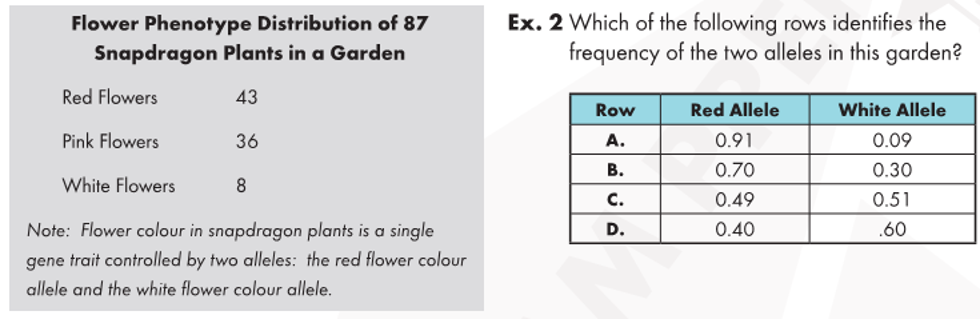 Flower Phenotype Distribution of 87
Snapdragon Plants in a Garden
Red Flowers 43
Pink Flowers 36
White Flowers 8
Note: Flower colour in snapdragon plants is a single
gene trait controlled by two alleles: the red flower colour
allele and the white flower colour allele.
Ex. 2 Which of the following rows identifies the
frequency of the two alleles in this garden?
Row Red Allele White Allele
A. 0.91 0.09
B. 0.70 0.30
C. 0.49 0.51
D. 0.40 .60